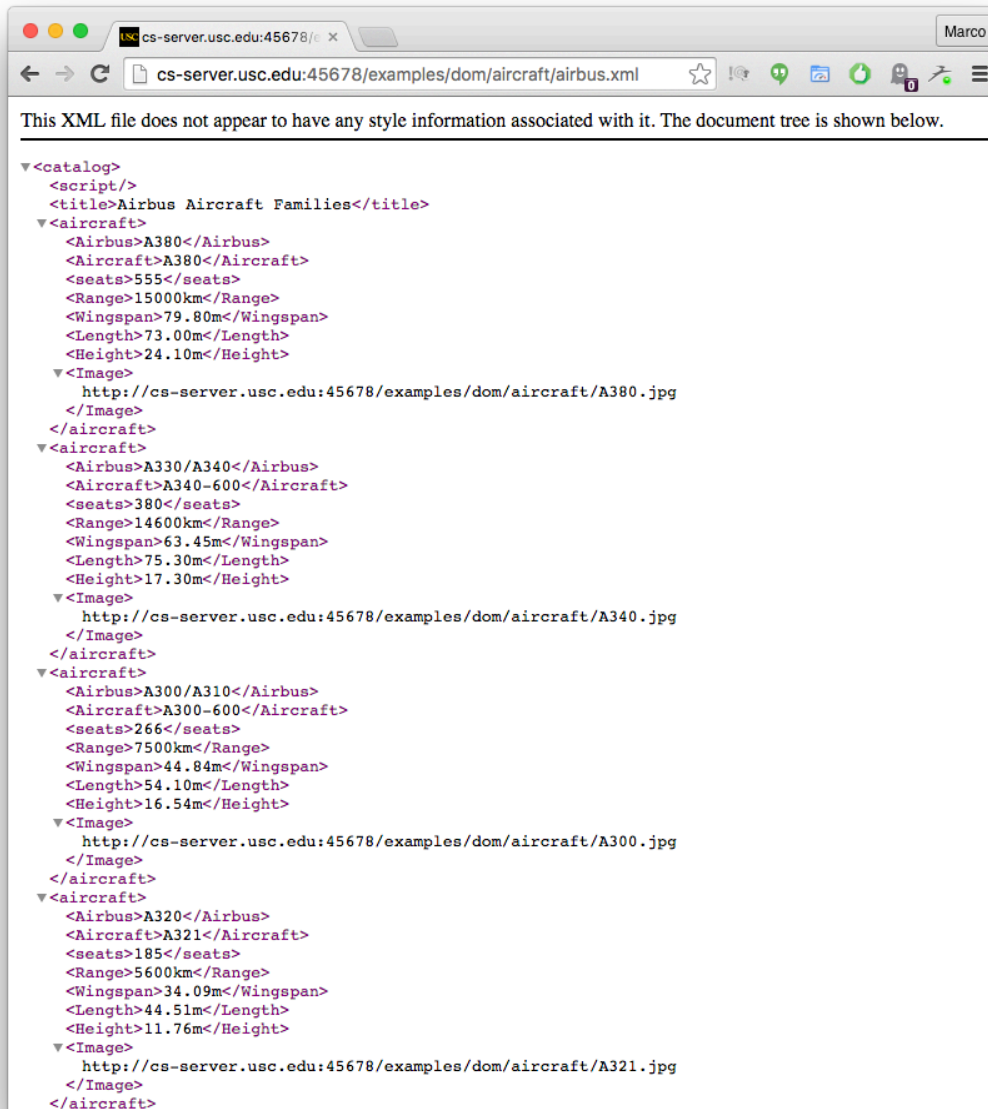 USC cs-server.usc.edu:45678/e ×
Marco
cs-server.usc.edu:45678/examples/dom/aircraft/airbus.xml
0
This XML file does not appear to have any style information associated with it. The document tree is shown below.
▼<catalog>
<script/>
<title>Airbus Aircraft Families</title>
▼<aircraft>
<Airbus>A380</Airbus>
<Aircraft>A380</Aircraft>
<seats>555</seats>
<Range>15000km</Range>
<Wingspan>79.80m</Wingspan>
<Length>73.00m</Length>
<Height>24.10m</Height>
▼<Image>
http://cs-server.usc.edu:45678/examples/dom/aircraft/A380.jpg
</Image>
</aircraft>
▼<aircraft>
<Airbus>A330/A340</Airbus>
<Aircraft>A340-600</Aircraft>
<seats>380</seats>
<Range>14600km</Range>
<Wingspan>63.45m</Wingspan>
<Length>75.30m</Length>
<Height>17.30m</Height>
▼<Image>
http://cs-server.usc.edu:45678/examples/dom/aircraft/A340.jpg
</Image>
</aircraft>
▼<aircraft>
<Airbus>A300/A310</Airbus>
<Aircraft>A300-600</Aircraft>
<seats>266</seats>
<Range>7500km</Range>
<Wingspan>44.84m</Wingspan>
<Length>54.10m</Length>
<Height>16.54m</Height>
▼<Image>
http://cs-server.usc.edu:45678/examples/dom/aircraft/A300.jpg
</Image>
</aircraft>
▼<aircraft>
<Airbus>A320</Airbus>
<Aircraft>A321</Aircraft>
<seats>185</seats>
<Range>5600km</Range>
<Wingspan>34.09m</Wingspan>
<Length>44.51m</Length>
<Height>11.76m</Height>
▼<Image>
http://cs-server.usc.edu:45678/examples/dom/aircraft/A321.jpg
</Image>
</aircraft>